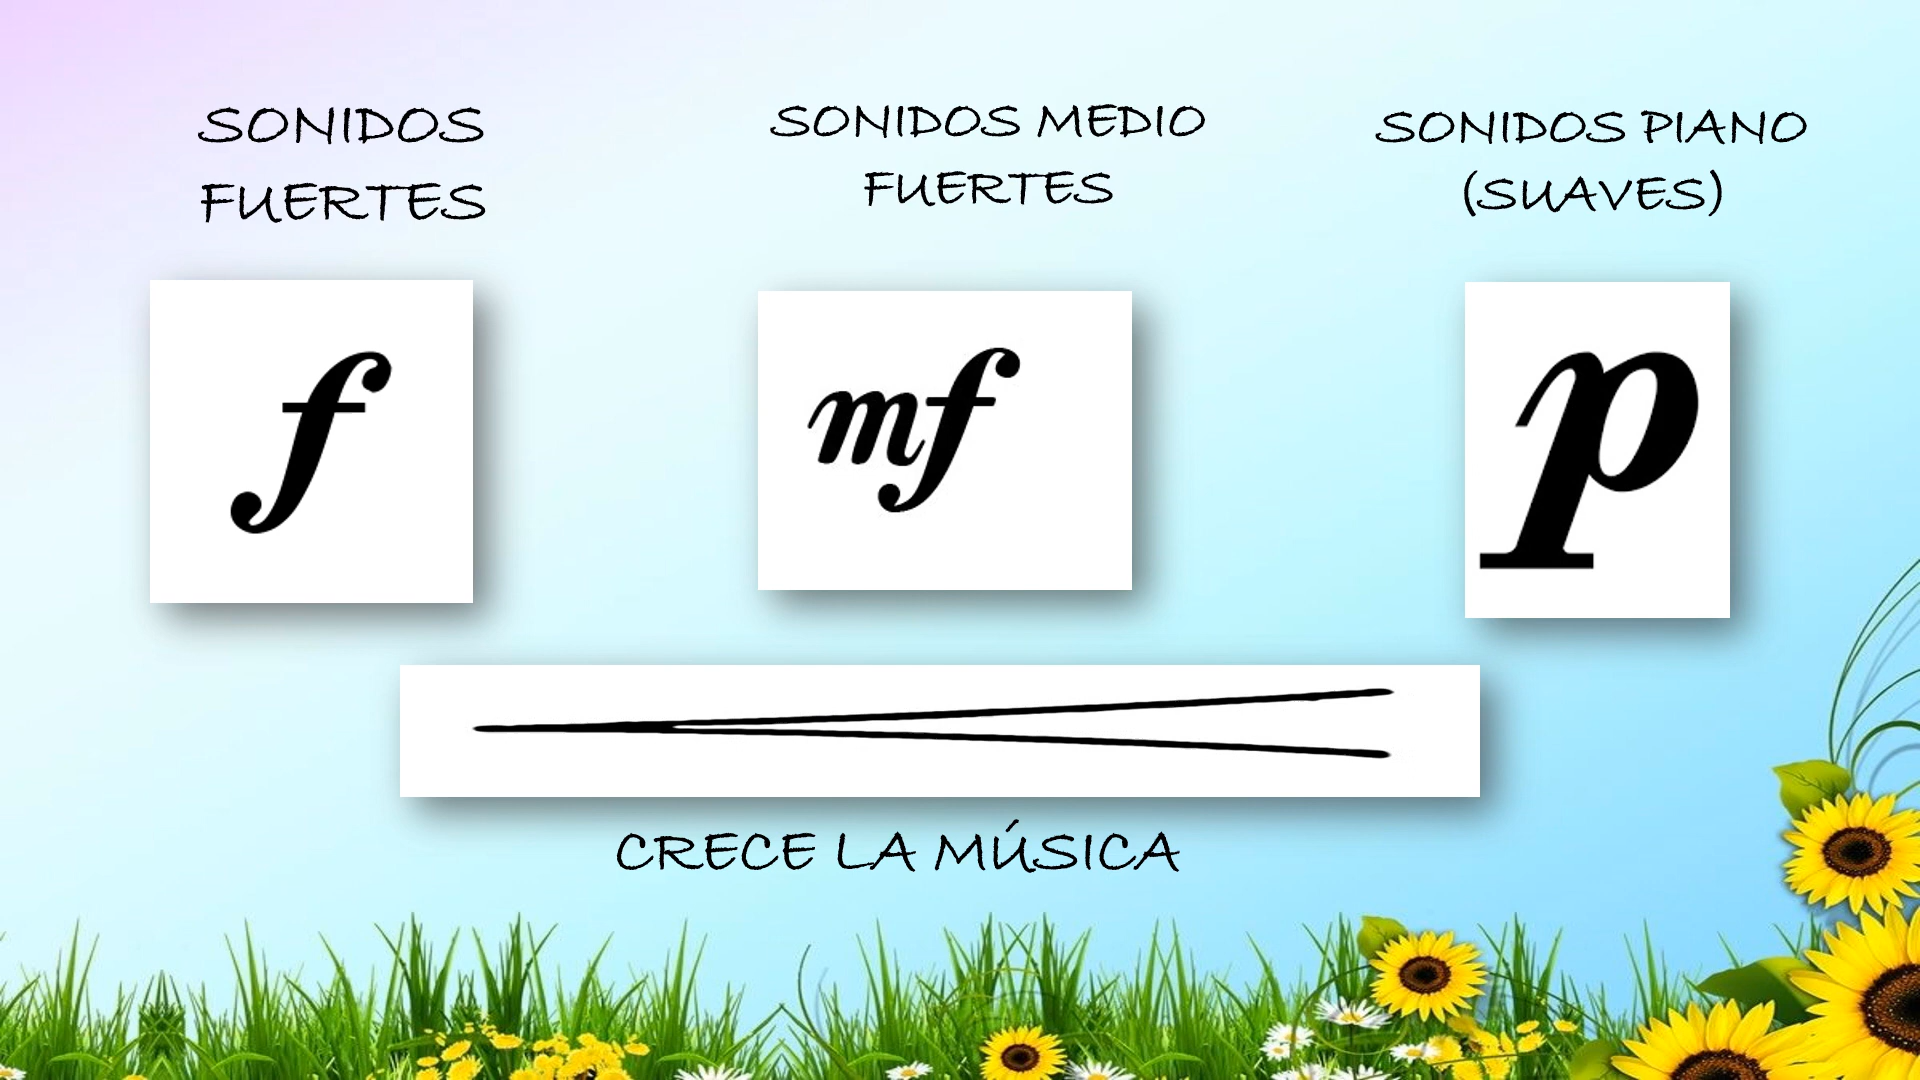 SONIDOS
FUERTES
SONIDOS MEDIO
FUERTES
SONIDOS PIANO
(SUAVES)
f
mf
p
CRECE LA MÚSICA